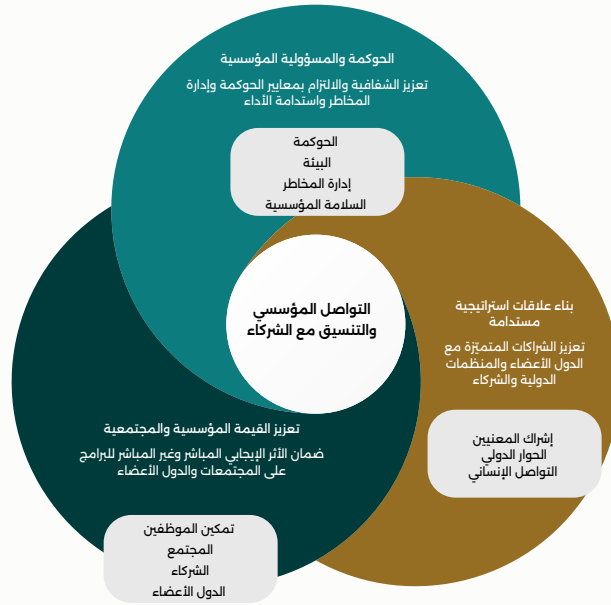 الحوكمة والمسؤولية المؤسسية
تعزيز الشفافية والالتزام بمعايير الحوكمة وإدارة
المخاطر واستدامة الأداء
الحوكمة
البيئة
إدارة المخاطر
السلامة المؤسسية
التواصل المؤسسي
والتنسيق مع الشركاء
بناء علاقات استراتيجية
مستدامة
تعزيز الشراكات المتميّزة مع
الدول الأعضاء والمنظمات
الدولية والشركاء
إشراك المعنيين
الحوار الدولي
التواصل الإنساني
تعزيز القيمة المؤسسية والمجتمعية
ضمان الأثر الإيجابي المباشر وغير المباشر للبرامج
على المجتمعات والدول الأعضاء
تمكين الموظفين
المجتمع
الشركاء
الدول الأعضاء